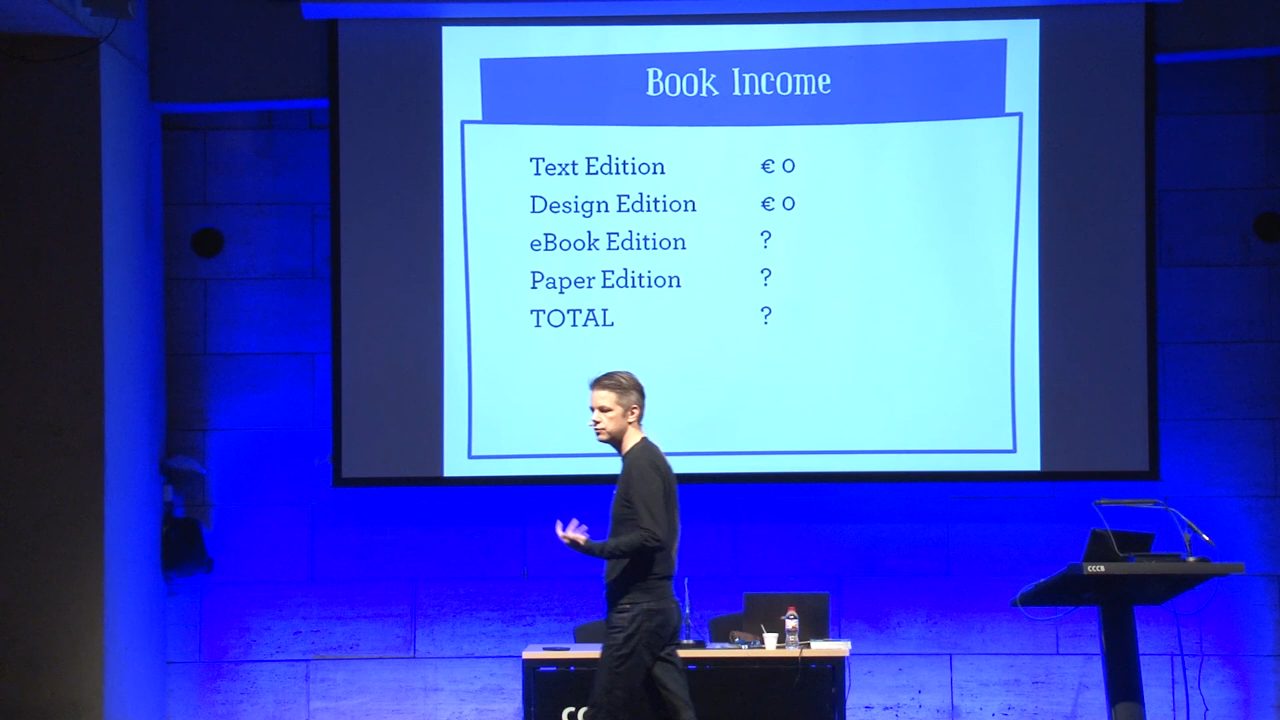 Book Income
Text Edition € 0
Design Edition € 0
eBook Edition ?
Paper Edition ?
TOTAL ?
CCCB